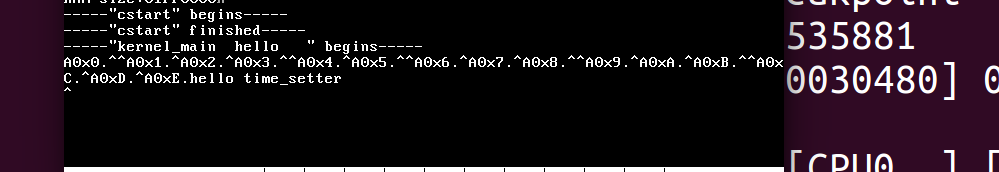 -----"cstart" begins-----
-----"cstart" finished-----
-----"kernel_main  hello   " begins-----
A0x0.^^A0x1.^A0x2.^A0x3.^^A0x4.^A0x5.^^A0x6.^A0x7.^A0x8.^^A0x9.^A0xA.^A0xB.^^A0x
C.^A0xD.^A0xE.hello time_setter
^
535881
0030480] 0
[CPU0  ] [